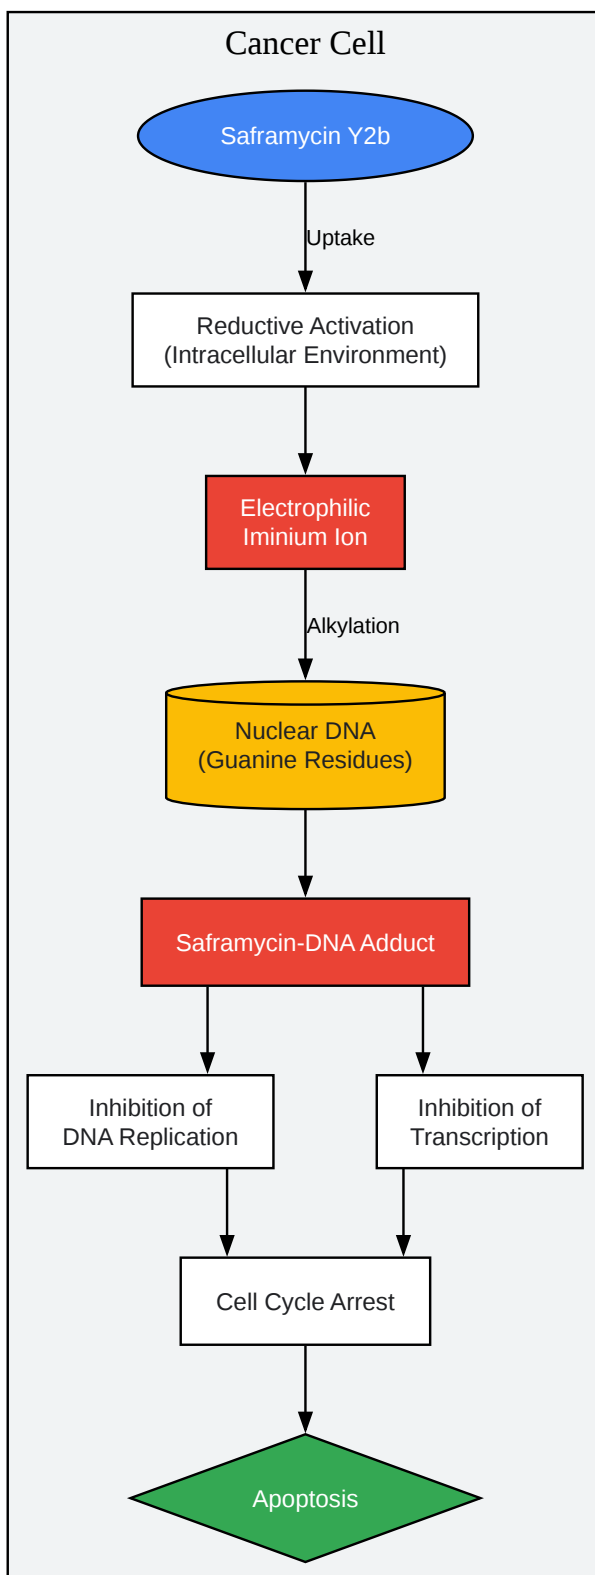 Cancer Cell
Saframycin Y2b
Uptake
Reductive Activation
(Intracellular Environment)
Electrophilic
Iminium Ion
Alkylation
Nuclear DNA
(Guanine Residues)
Saframycin-DNA Adduct
Inhibition of
DNA Replication
Inhibition of
Transcription
Cell Cycle Arrest
Apoptosis